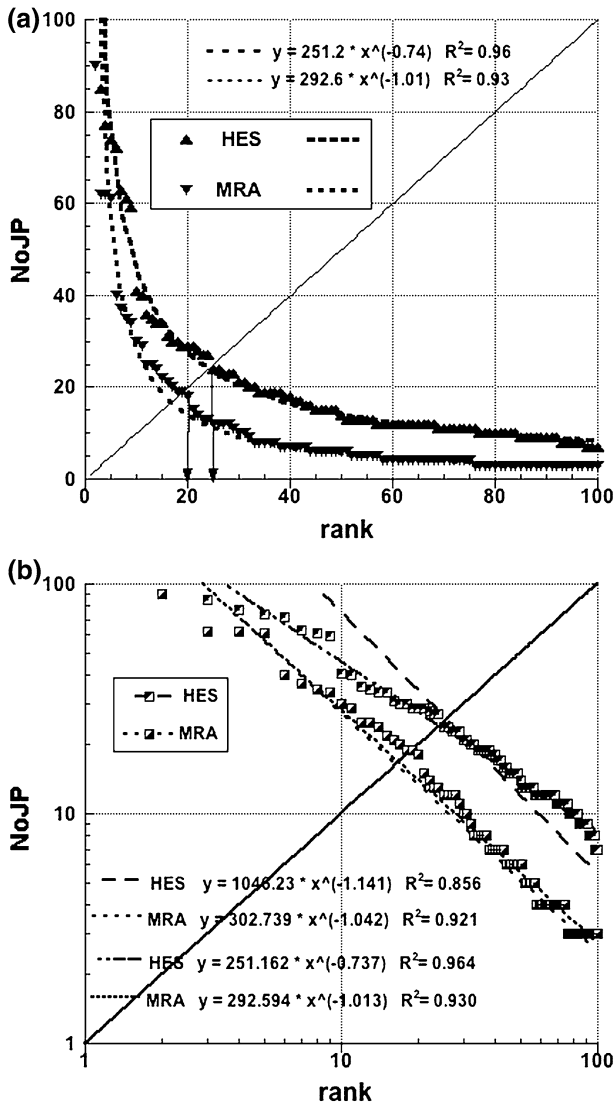 (a)
100
80
60
40
20
0
NoJP
y = 251.2 * x^(-0.74) R2= 0.96
y = 292.6 * x^(-1.01) R2= 0.93
HES
MRA
0 20 40 60 80 100
rank
(b)
100
10
1
NoJP
HES
MRA
HES y = 1046.23 * x^(-1.141) R2= 0.856
MRA y = 302.739 * x^(-1.042) R2= 0.921
HES y = 251.162 * x^(-0.737) R2= 0.964
MRA y = 292.594 * x^(-1.013) R2= 0.930
1 10 100
rank